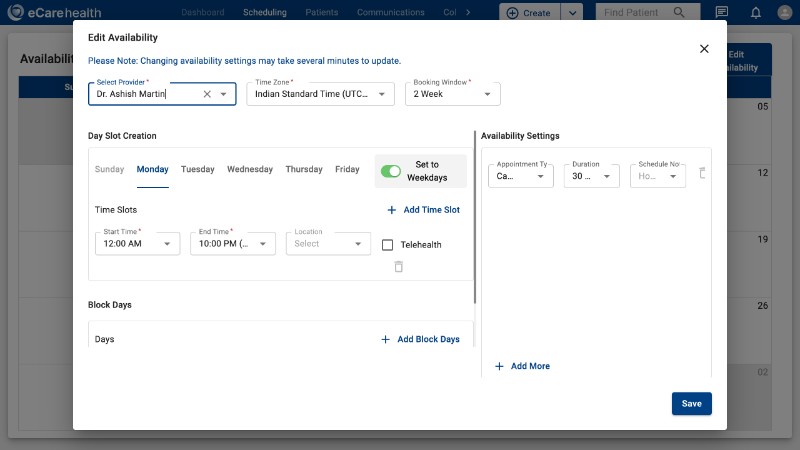 eCarehealth
Dashboard Scheduling Patients Communications Col
Create
Find Patient
Availability
Edit
Su
05
12
19
26
02
Edit Availability
Please Note: Changing availability settings may take several minutes to update.
Select Provider *
Dr. Ashish Martin
Time Zone *
Indian Standard Time (UTC...
Booking Window *
2 Week
Day Slot Creation
Sunday Monday Tuesday Wednesday Thursday Friday
Set to
Weekdays
Time Slots
Add Time Slot
Start Time *
12:00 AM
End Time *
10:00 PM (...
Location
Select
Telehealth
Block Days
Days
Add Block Days
Availability Settings
Appointment Ty
Ca...
Duration
30 ...
Schedule No
Ho...
Add More
Save